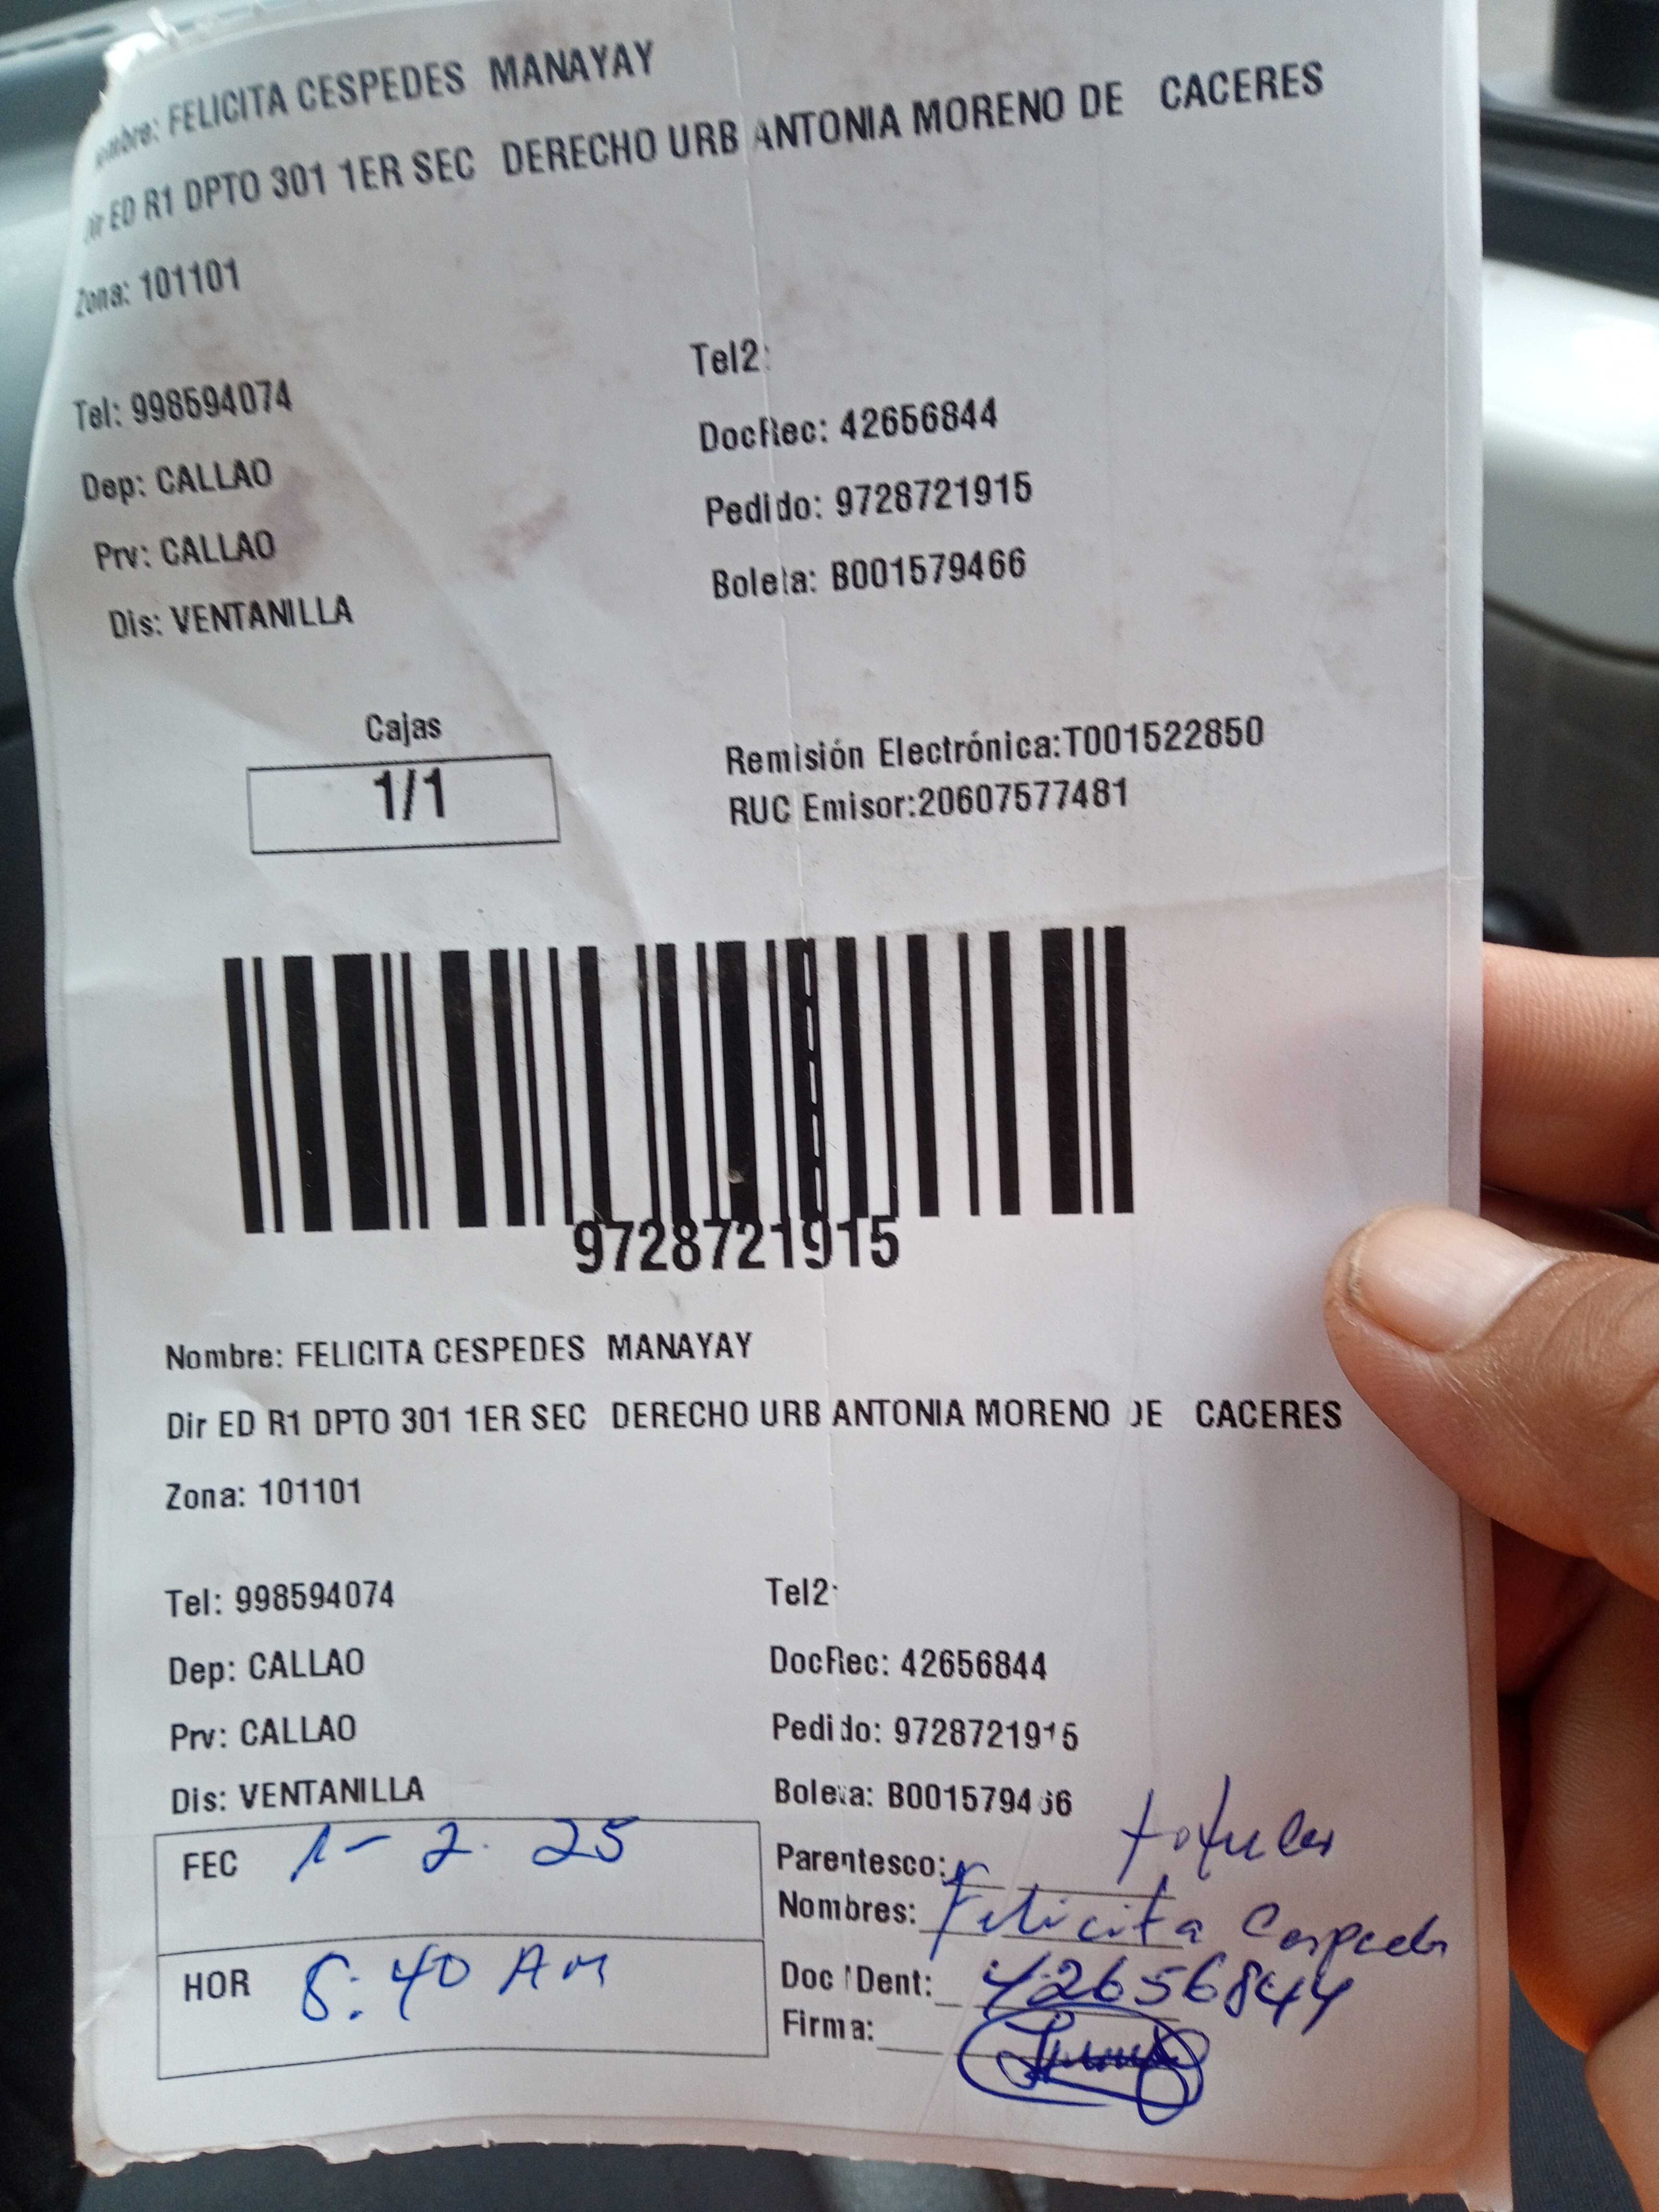 Nombre: FELICITA CESPEDES MANAYAY
Dir ED R1 DPTO 301 1ER SEC DERECHO URB ANTONIA MORENO DE CACERES
Zona: 101101
Tel: 998594074 Tel2:
Dep: CALLAO DocRec: 42656844
Prv: CALLAO Pedido: 9728721915
Dis: VENTANILLA Boleta: B001579466
Cajas
1/1
Remisión Electrónica:T001522850
RUC Emisor:20607577481
9728721915
Nombre: FELICITA CESPEDES MANAYAY
Dir ED R1 DPTO 301 1ER SEC DERECHO URB ANTONIA MORENO DE CACERES
Zona: 101101
Tel: 998594074 Tel2:
Dep: CALLAO DocRec: 42656844
Prv: CALLAO Pedido: 9728721915
Dis: VENTANILLA Boleta: B001579466
FEC 1-2.25
Parentesco:
Nombres: Felicita
HOR 8:40 AM
Doc IDent: 42656844
Firma: